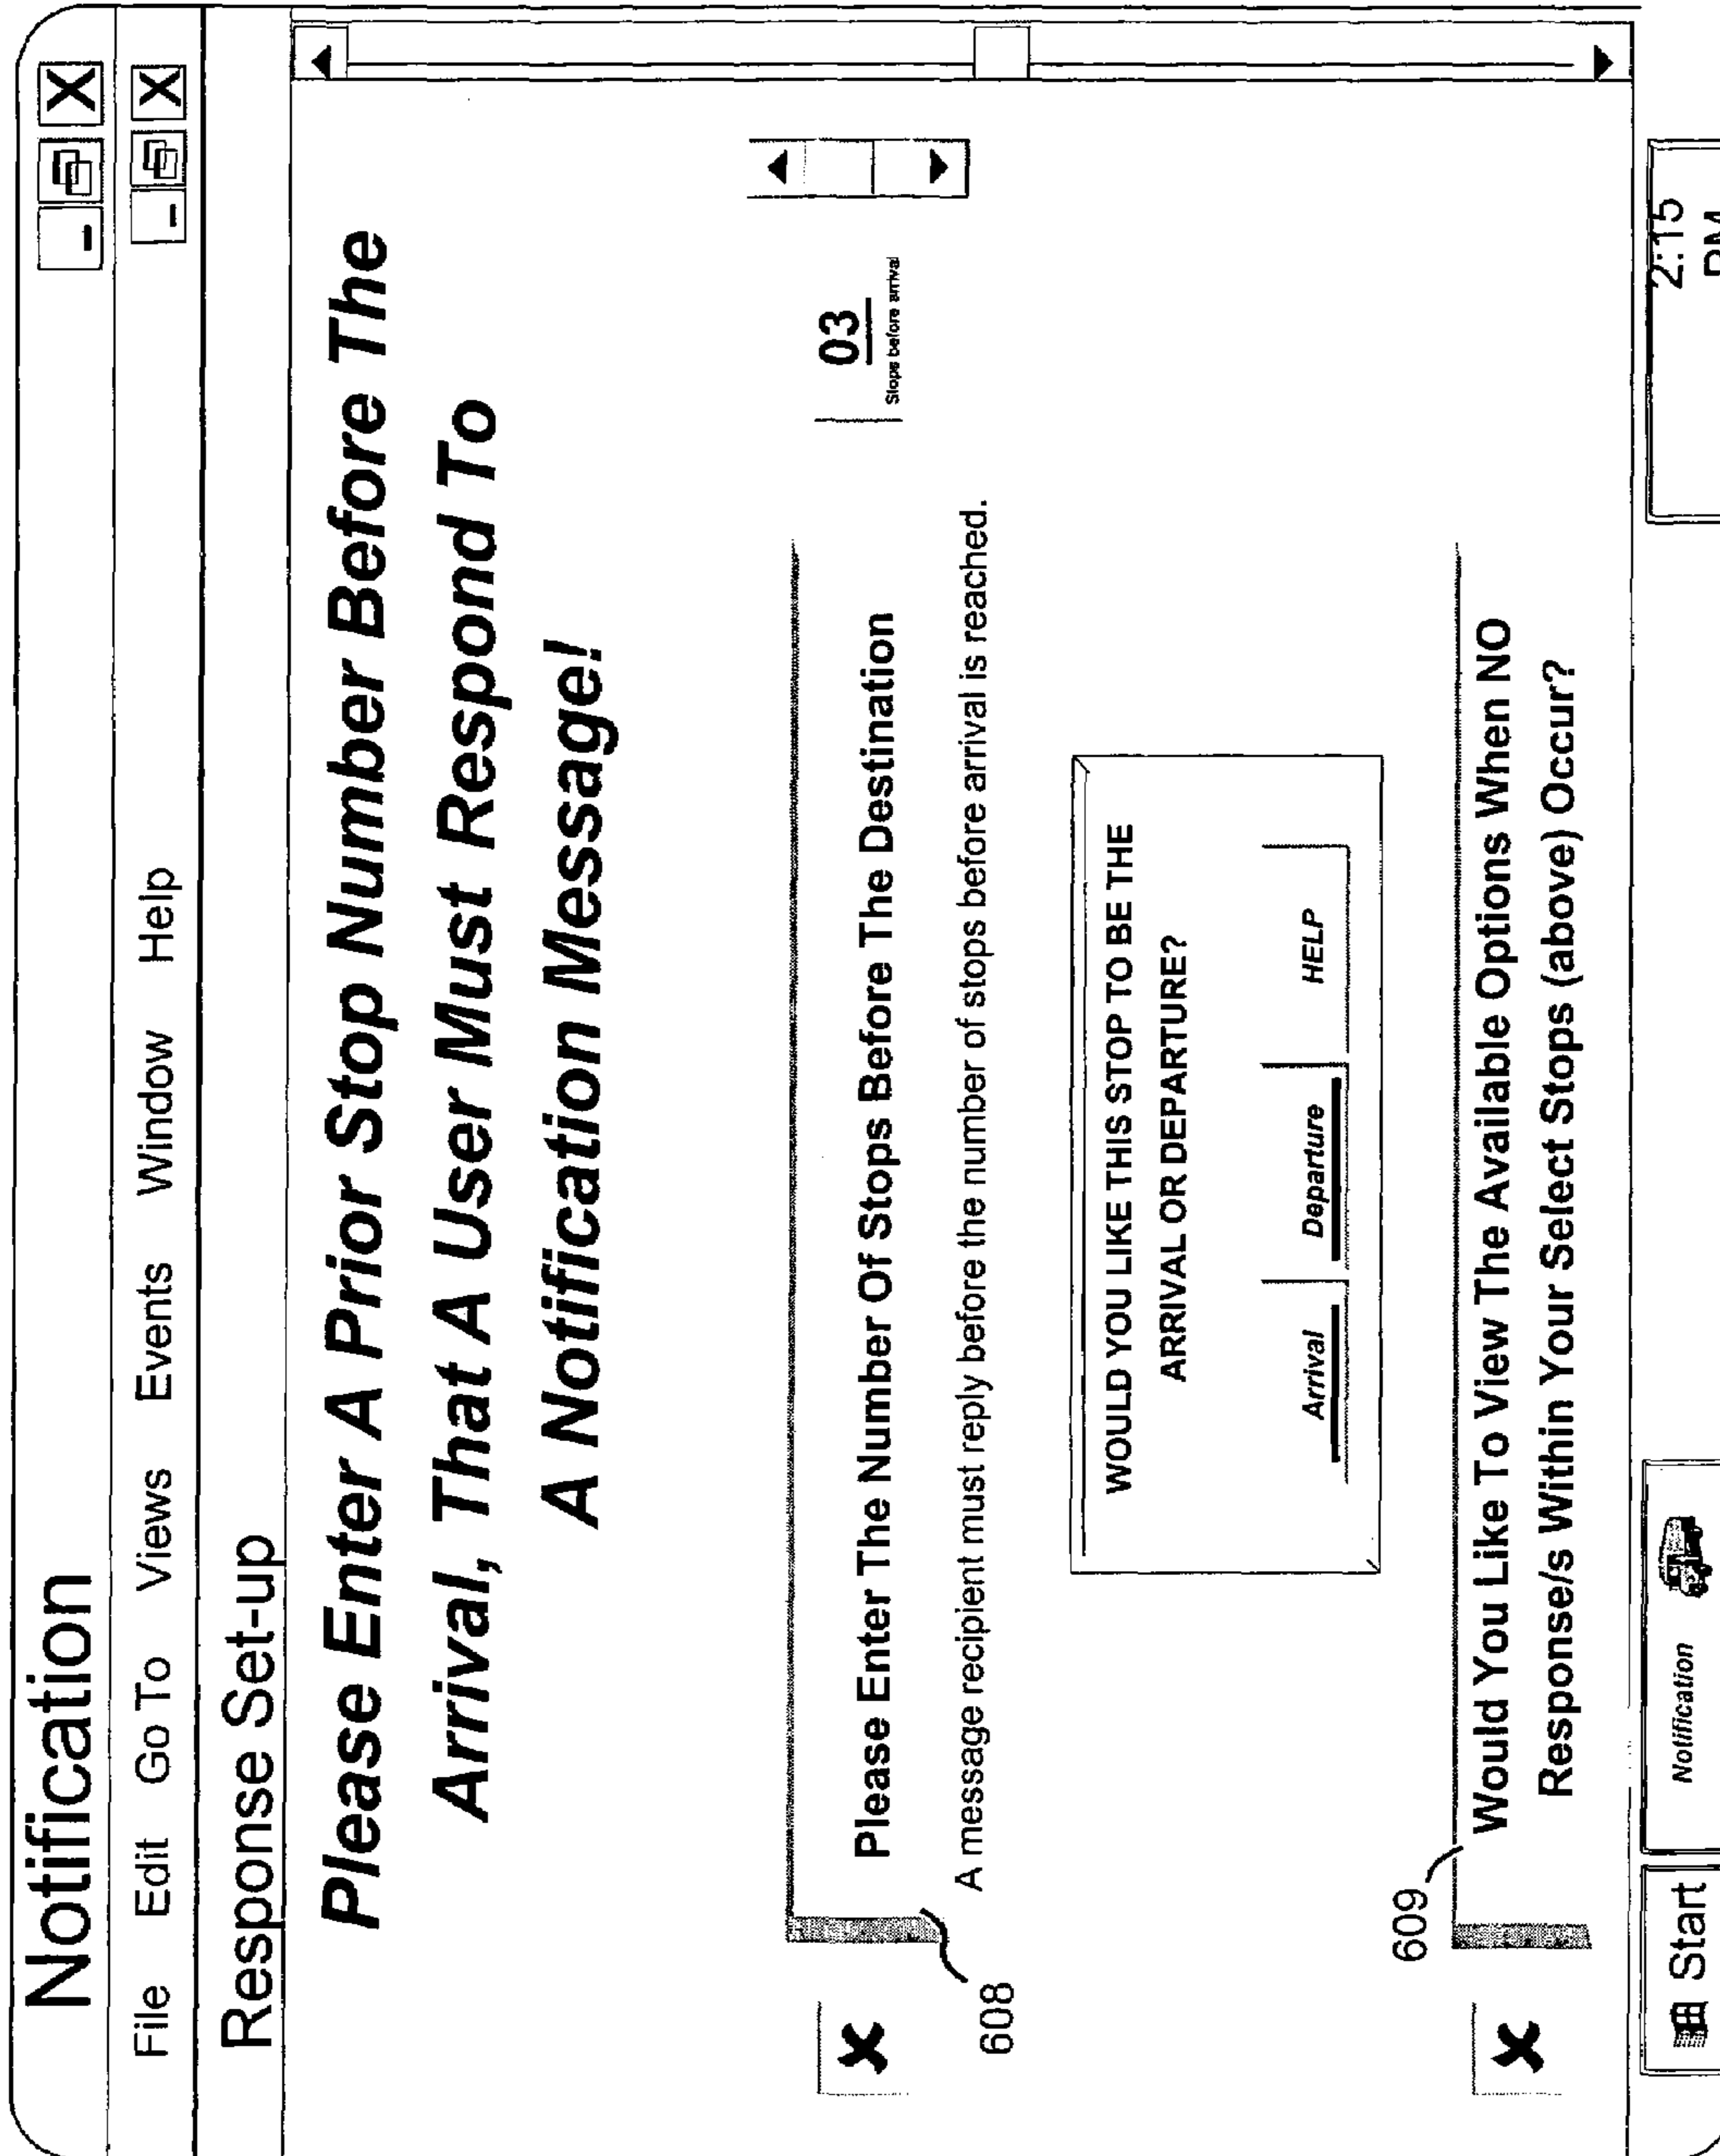 Notification
- X
File Edit Go To Views Events Window Help
- X
Response Set-up
Please Enter A Prior Stop Number Before The
Arrival, That A User Must Respond To
A Notification Message!
x
Please Enter The Number Of Stops Before The Destination
03
Stops before arrival
608
A message recipient must reply before the number of stops before arrival is reached.
WOULD YOU LIKE THIS STOP TO BE THE
ARRIVAL OR DEPARTURE?
Arrival Departure HELP
609
x
Would You Like To View The Available Options When NO
Response/s Within Your Select Stops (above) Occur?
Start Notification 2:15
PM